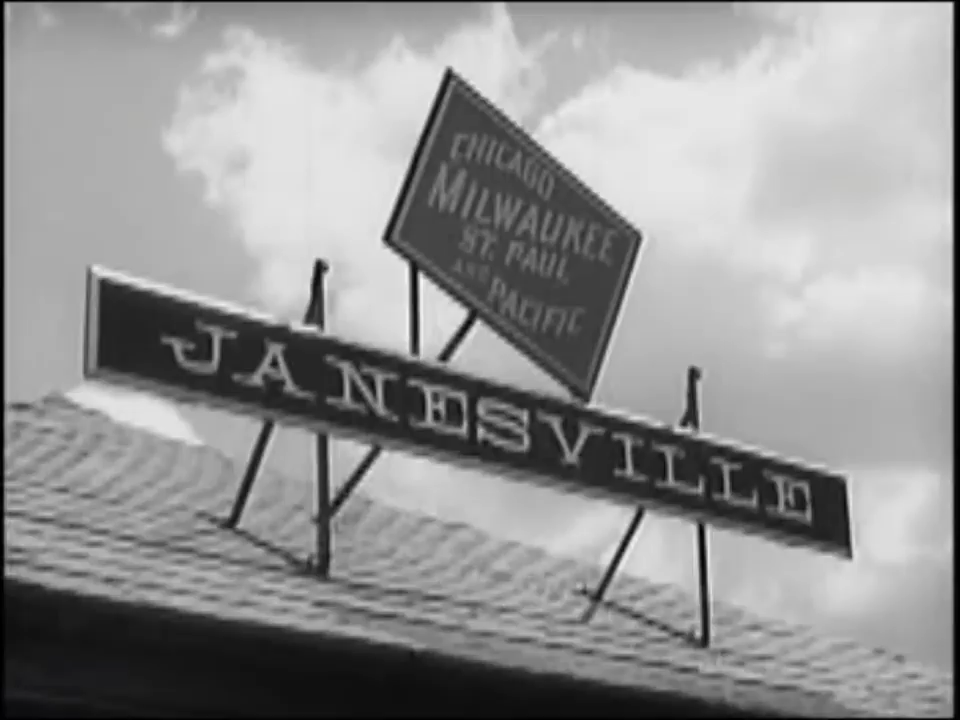 CHICAGO
MILWAUKEE
ST. PAUL
AND
PACIFIC
JANESVILLE